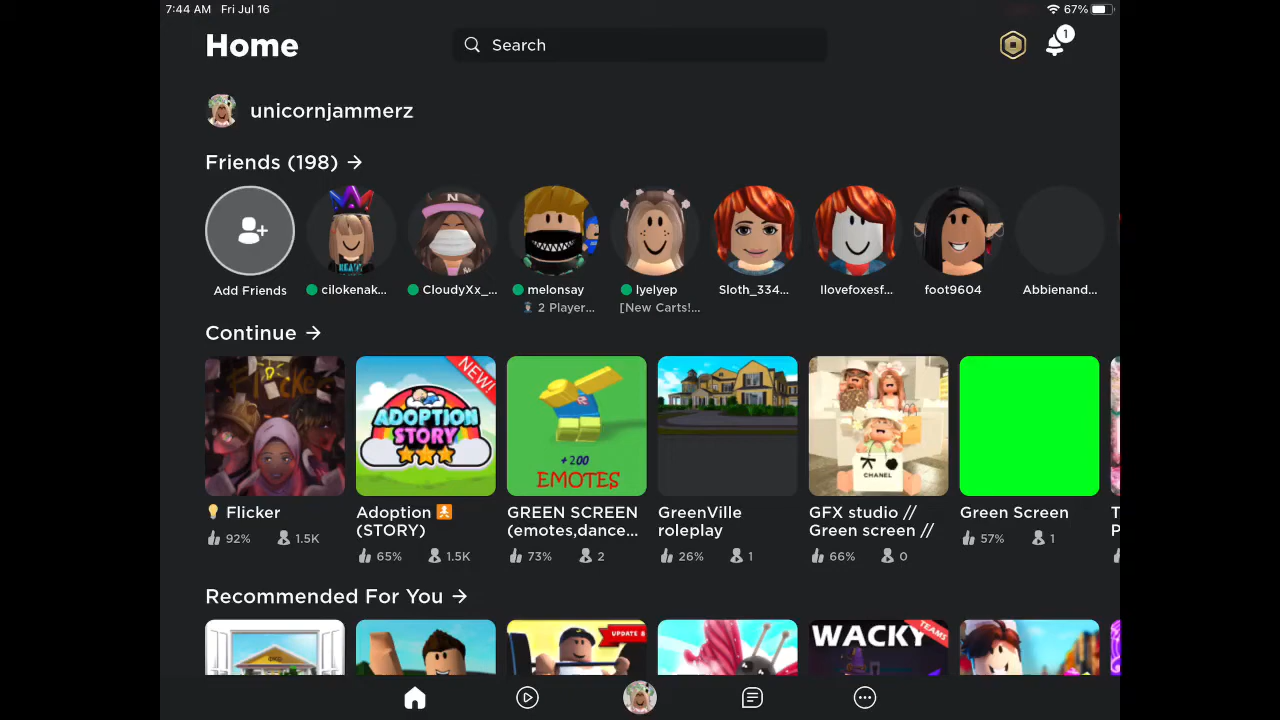 7:44 AM Fri Jul 16 67%
Home
Search
1
unicornjammerz
Friends (198) →
Add Friends
cilokenak...
CloudyXx_...
melonsay
2 Player...
lyelyep
[New Carts!...
Sloth_334...
Ilovefoxesf...
foot9604
Abbienand...
Continue →
Flicker
NEW!
ADOPTION
STORY
+200
EMOTES
CHANEL
Flicker
92% 1.5K
Adoption
(STORY)
65% 1.5K
GREEN SCREEN
(emotes,dance...
73% 2
GreenVille
roleplay
26% 1
GFX studio //
Green screen //
66% 0
Green Screen
57% 1
T
P
Recommended For You →
UPDATE 8
WACKY
TEAMS